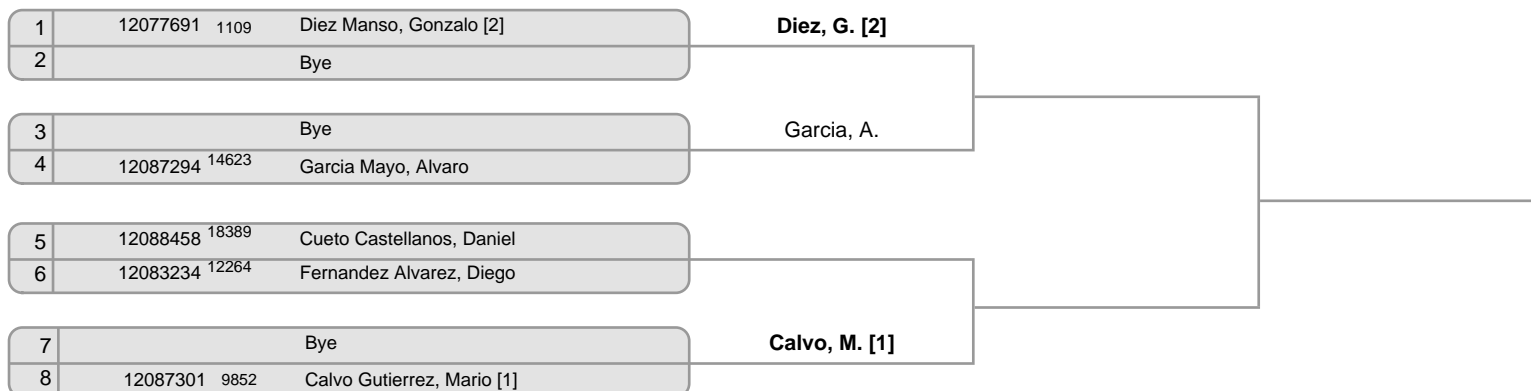 1 12077691 1109 Diez Manso, Gonzalo [2]
Diez, G. [2]
2 Bye
3 Bye
Garcia, A.
4 12087294 14623 Garcia Mayo, Alvaro
5 12088458 18389 Cueto Castellanos, Daniel
6 12083234 12264 Fernandez Alvarez, Diego
7 Bye
Calvo, M. [1]
8 12087301 9852 Calvo Gutierrez, Mario [1]